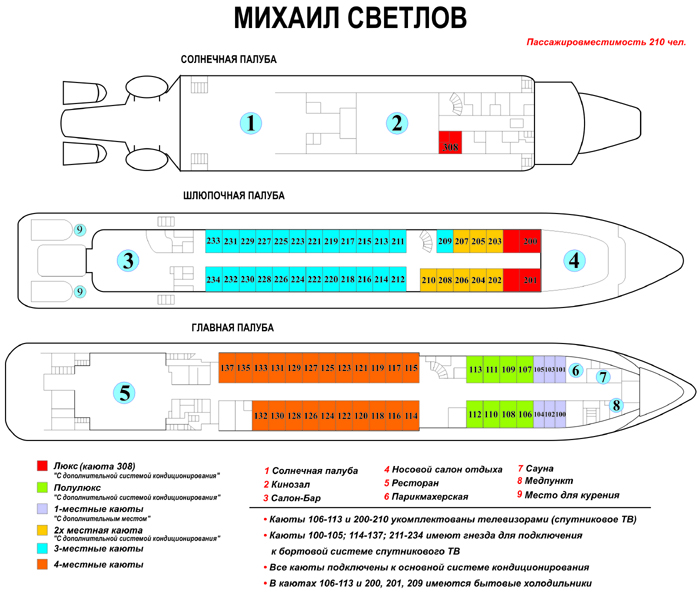 МИХАИЛ СВЕТЛОВ
Пассажировместимость 210 чел.
СОЛНЕЧНАЯ ПАЛУБА
1 2
308
ШЛЮПОЧНАЯ ПАЛУБА
9
233 231 229 227 225 223 221 219 217 215 213 211 209 207 205 203 200
3 4
234 232 230 228 226 224 222 220 218 216 214 212 210 208 206 204 202 201
9
ГЛАВНАЯ ПАЛУБА
137 135 133 131 129 127 125 123 121 119 117 115 113 111 109 107 105 103 101 6
7
5
8
132 130 128 126 124 122 120 118 116 114 112 110 108 106 104 102 100
Люкс (каюта 308)
"С дополнительной системой кондиционирования"
Полулюкс
"С дополнительной системой кондиционирования"
1-местные каюты
"С дополнительным местом"
2х местная каюта
"С дополнительной системой кондиционирования"
3-местные каюты
4-местные каюты
1 Солнечная палуба
2 Кинозал
3 Салон-Бар
4 Носовой салон отдыха
5 Ресторан
6 Парикмахерская
7 Сауна
8 Медпункт
9 Место для курения
• Каюты 106-113 и 200-210 укомплектованы телевизорами (спутниковое ТВ)
• Каюты 100-105; 114-137; 211-234 имеют гнезда для подключения
к бортовой системе спутникового ТВ
• Все каюты подключены к основной системе кондиционирования
• В каютах 106-113 и 200, 201, 209 имеются бытовые холодильники